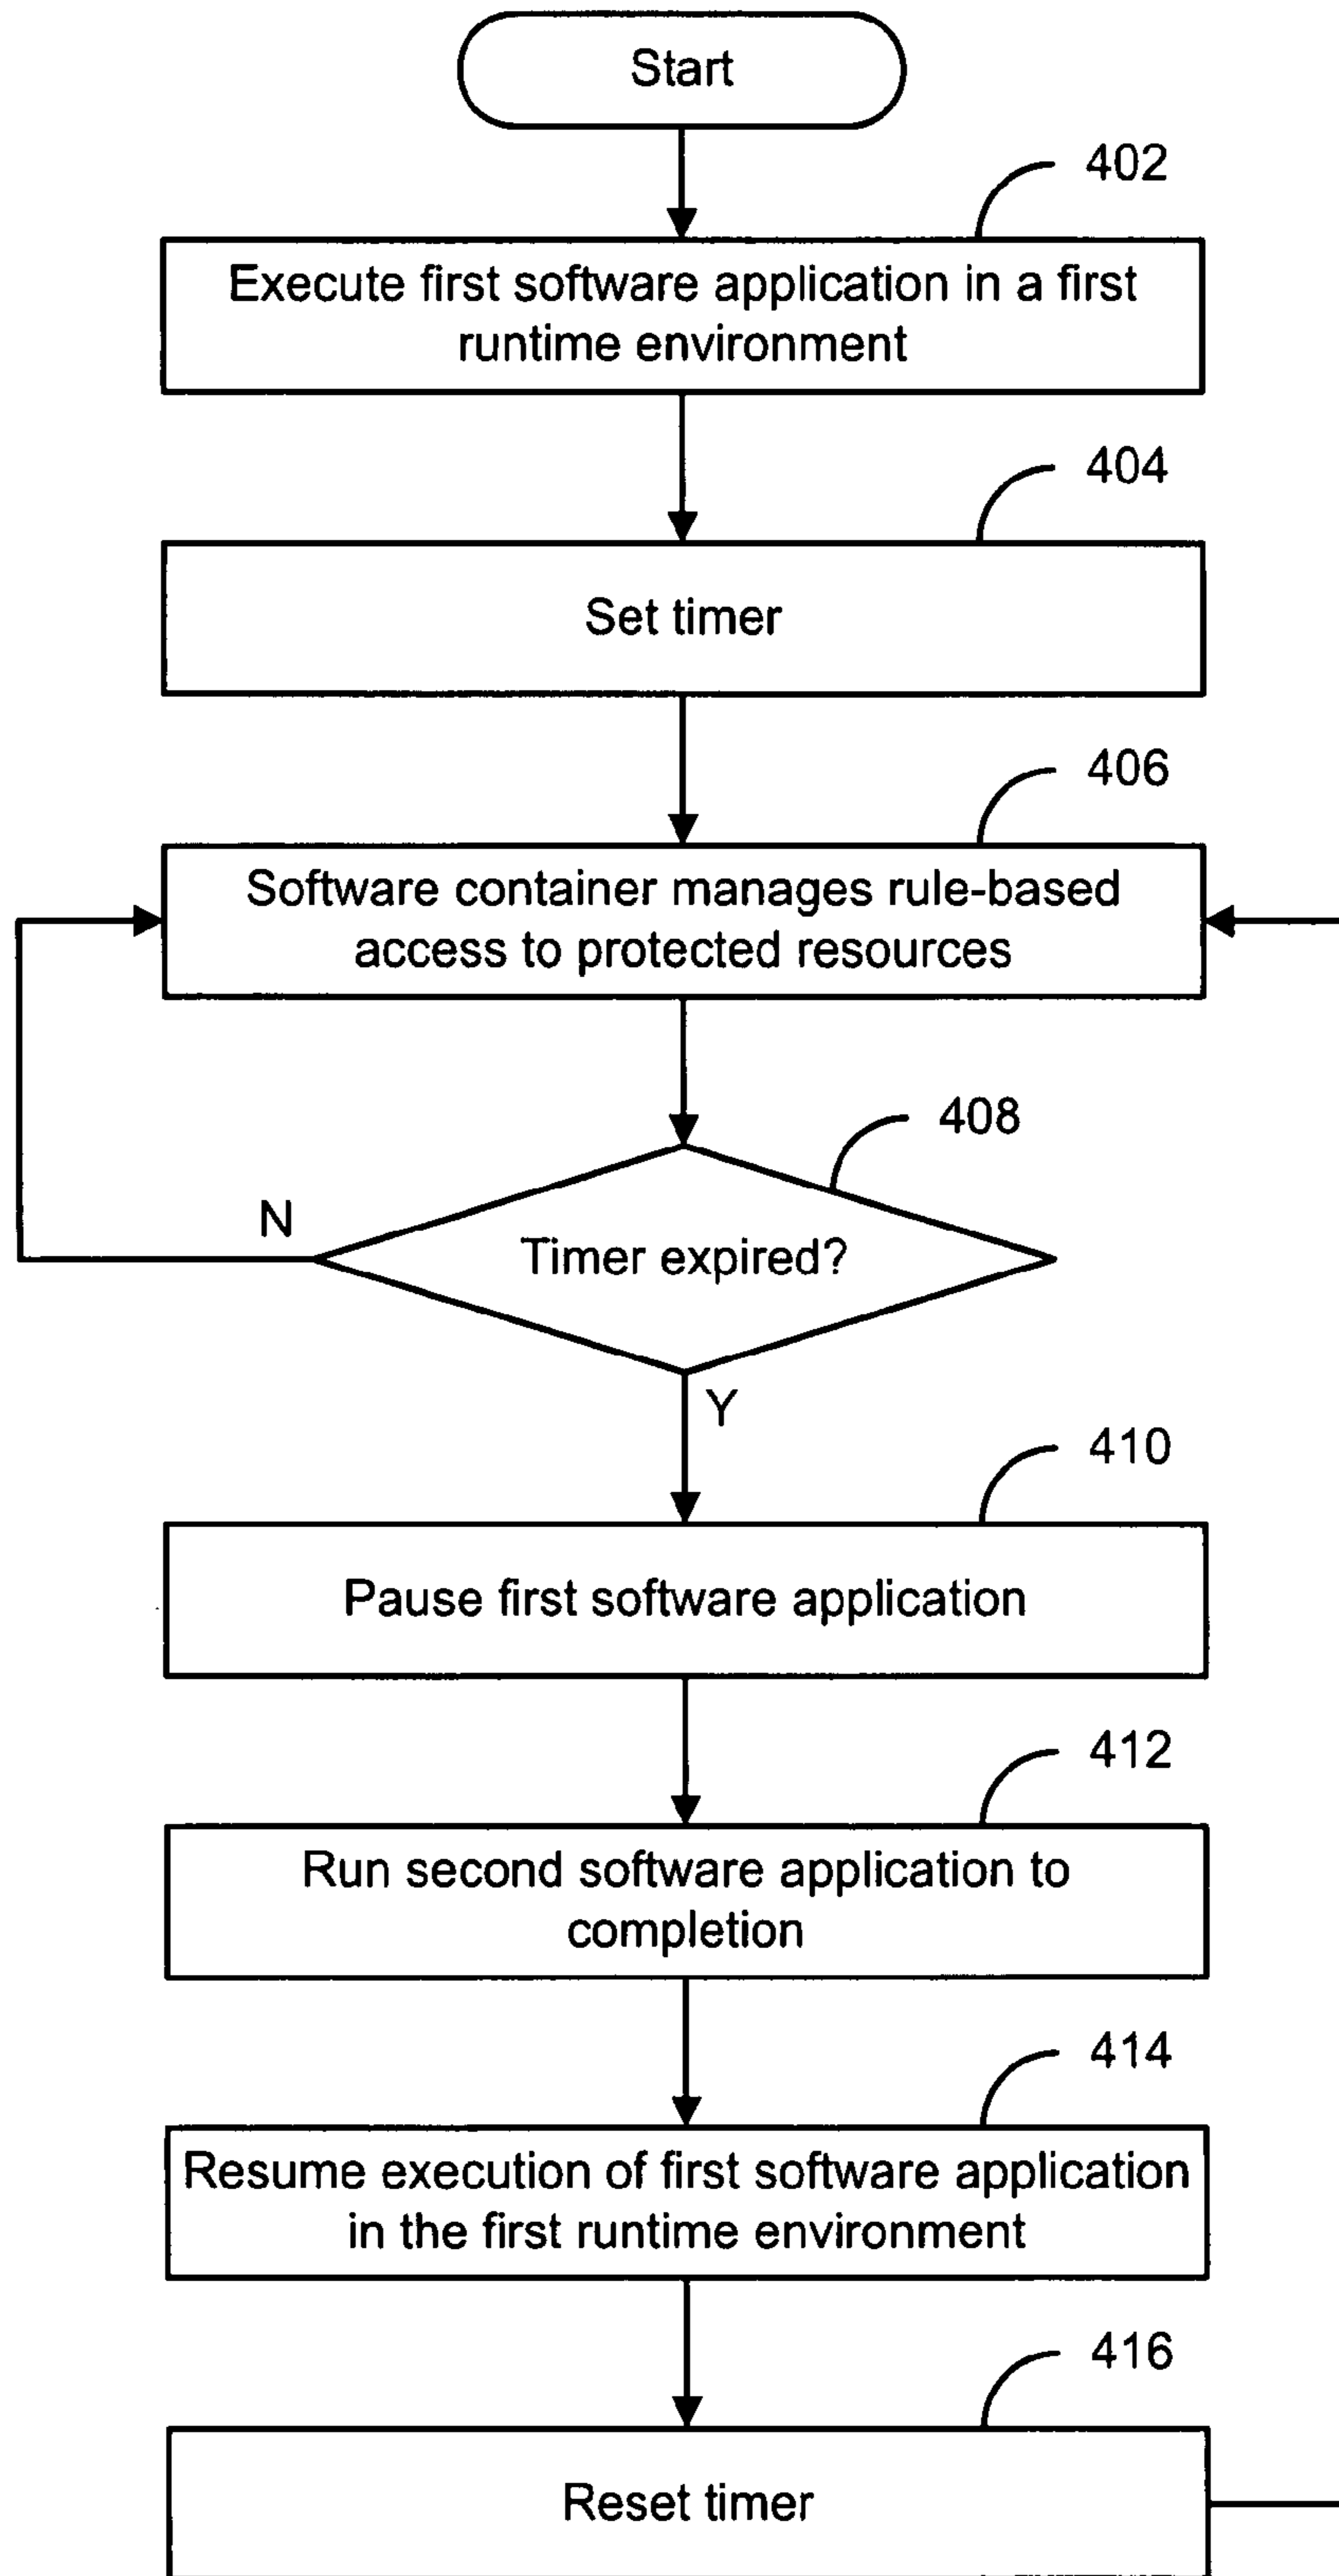 Start
402
Execute first software application in a first
runtime environment
404
Set timer
406
Software container manages rule-based
access to protected resources
408
N
Timer expired?
Y
410
Pause first software application
412
Run second software application to
completion
414
Resume execution of first software application
in the first runtime environment
416
Reset timer